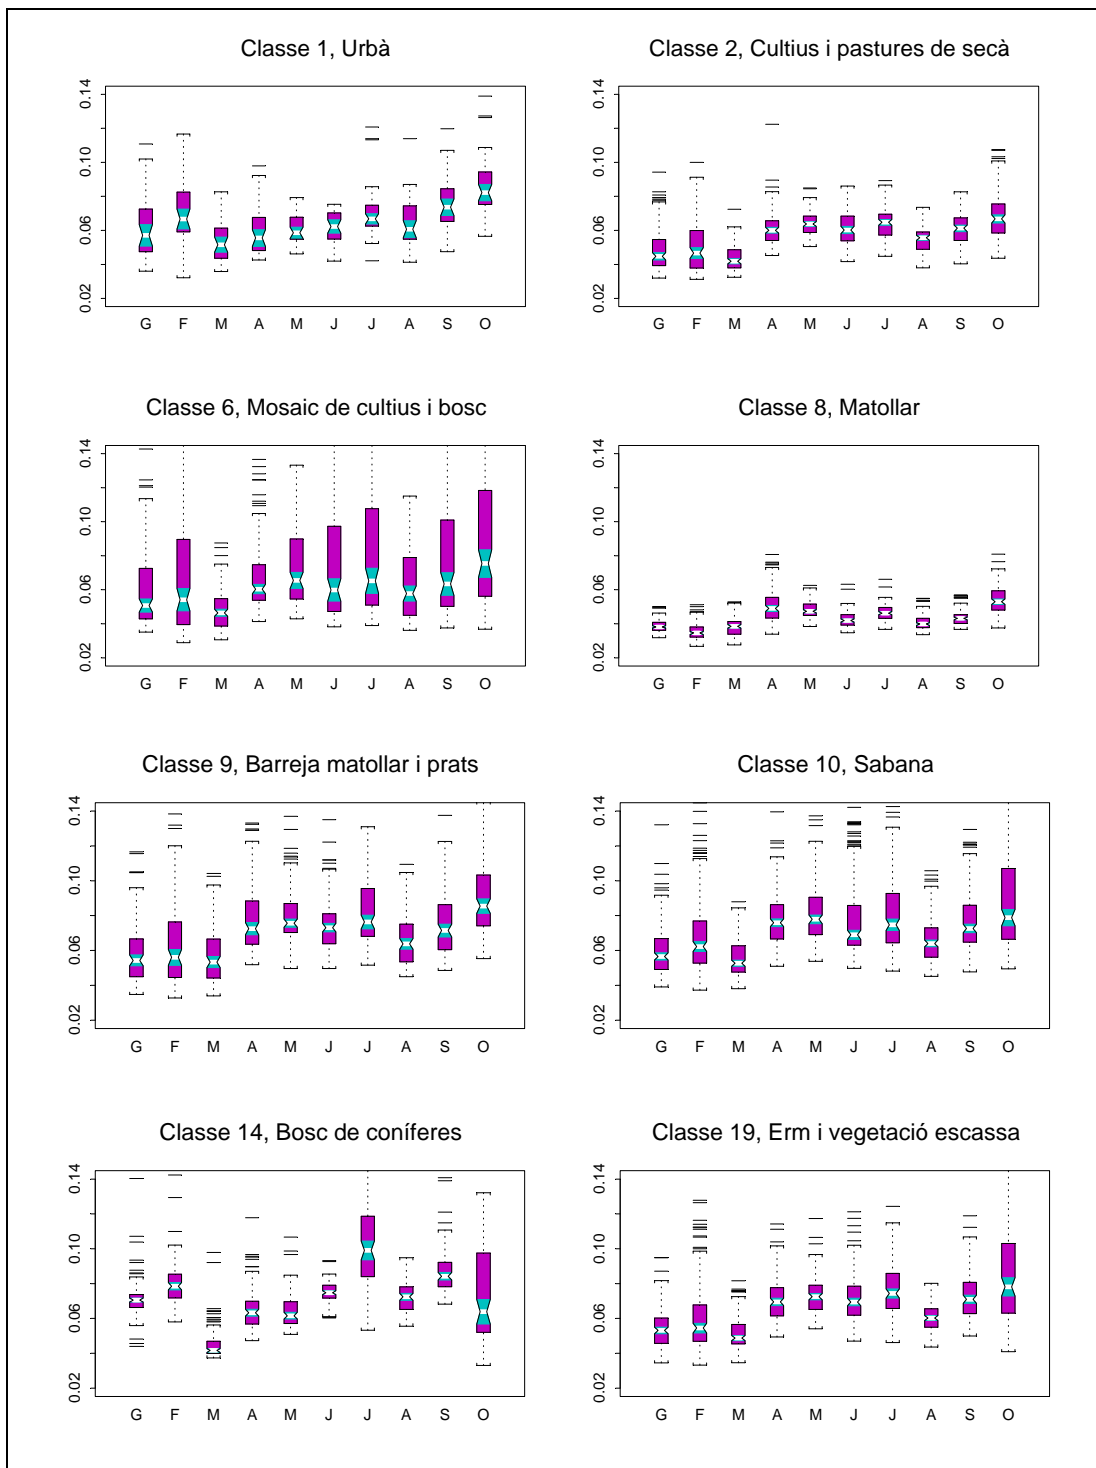 Classe 1, Urbà
0.14
0.10
0.06
0.02
G F M A M J J A S O
Classe 2, Cultius i pastures de secà
0.14
0.10
0.06
0.02
G F M A M J J A S O
Classe 6, Mosaic de cultius i bosc
0.14
0.10
0.06
0.02
G F M A M J J A S O
Classe 8, Matollar
0.14
0.10
0.06
0.02
G F M A M J J A S O
Classe 9, Barreja matollar i prats
0.14
0.10
0.06
0.02
G F M A M J J A S O
Classe 10, Sabana
0.14
0.10
0.06
0.02
G F M A M J J A S O
Classe 14, Bosc de coníferes
0.14
0.10
0.06
0.02
G F M A M J J A S O
Classe 19, Erm i vegetació escassa
0.14
0.10
0.06
0.02
G F M A M J J A S O